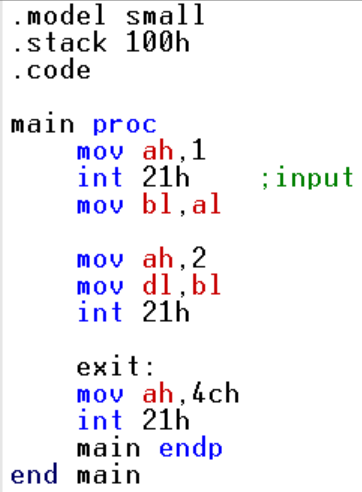 .model small
.stack 100h
.code
main proc
mov ah,1
int 21h ;input
mov bl,al
mov ah,2
mov dl,bl
int 21h
exit:
mov ah,4ch
int 21h
main endp
end main